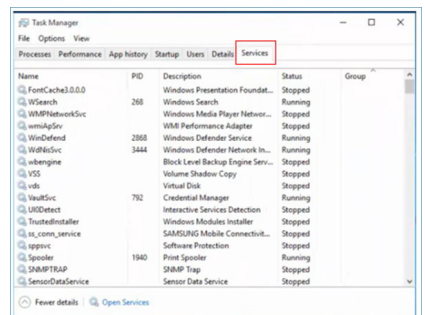 Task Manager
File Options View
Processes Performance App history Startup Users Details Services
Name PID Description Status Group
FontCache3.0.0.0 Windows Presentation Foundat... Stopped
WSearch 268 Windows Search Running
WMPNetworkSvc Windows Media Player Networ... Stopped
wmiApSrv WMI Performance Adapter Stopped
WinDefend 2868 Windows Defender Service Running
WdNisSvc 3444 Windows Defender Network In... Running
wbengine Block Level Backup Engine Serv... Stopped
VSS Volume Shadow Copy Stopped
vds Virtual Disk Stopped
VaultSvc 792 Credential Manager Running
UI0Detect Interactive Services Detection Stopped
TrustedInstaller Windows Modules Installer Stopped
ss_conn_service SAMSUNG Mobile Connectivit... Stopped
sppsvc Software Protection Stopped
Spooler 1940 Print Spooler Running
SNMPTRAP SNMP Trap Stopped
SensorDataService Sensor Data Service Stopped
Fewer details Open Services